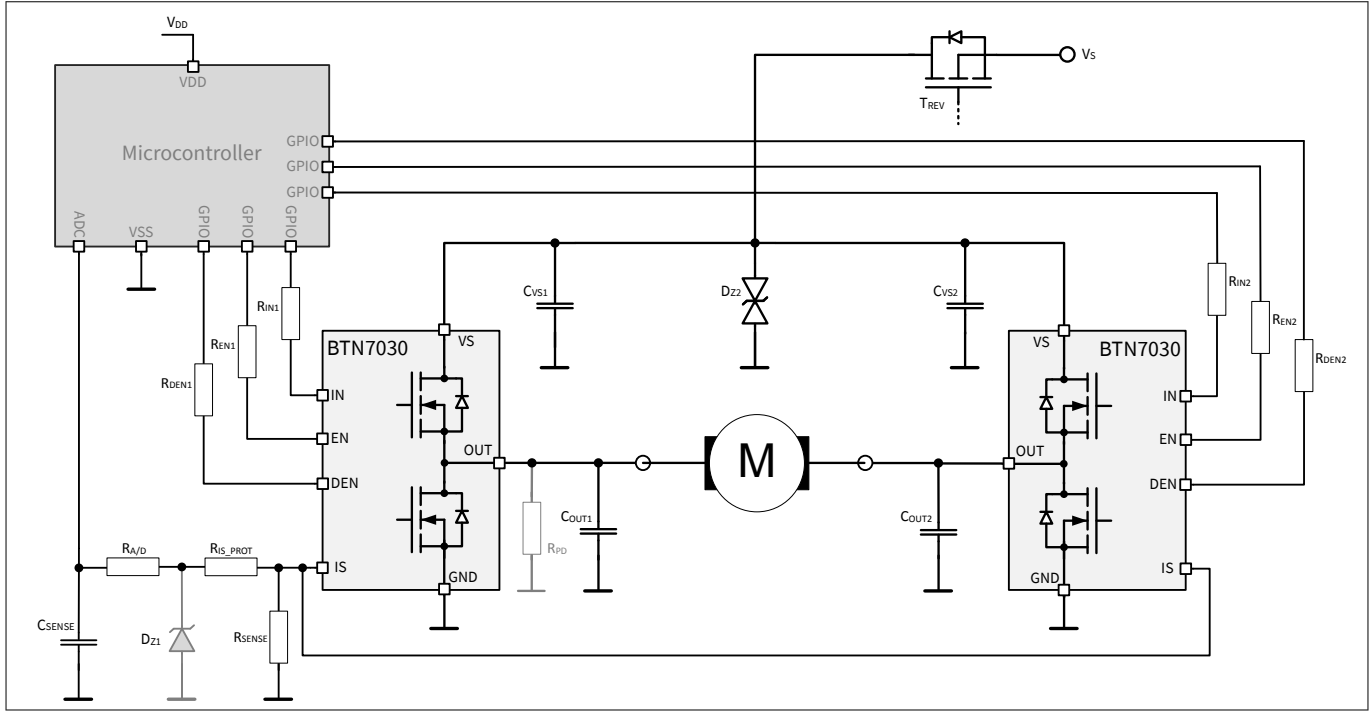 VDD
VS
VDD
TREV
GPIO
Microcontroller
GPIO
GPIO
ADC
VSS
GPIO
GPIO
GPIO
RIN1
CVS1
DZ2
CVS2
RIN2
REN1
REN2
RDEN1
RDEN2
BTN7030
VS
VS
BTN7030
IN
IN
EN
EN
OUT
M
OUT
DEN
DEN
COUT1
COUT2
RPD
RA/D
RIS_PROT
IS
IS
GND
GND
CSENSE
DZ1
RSENSE